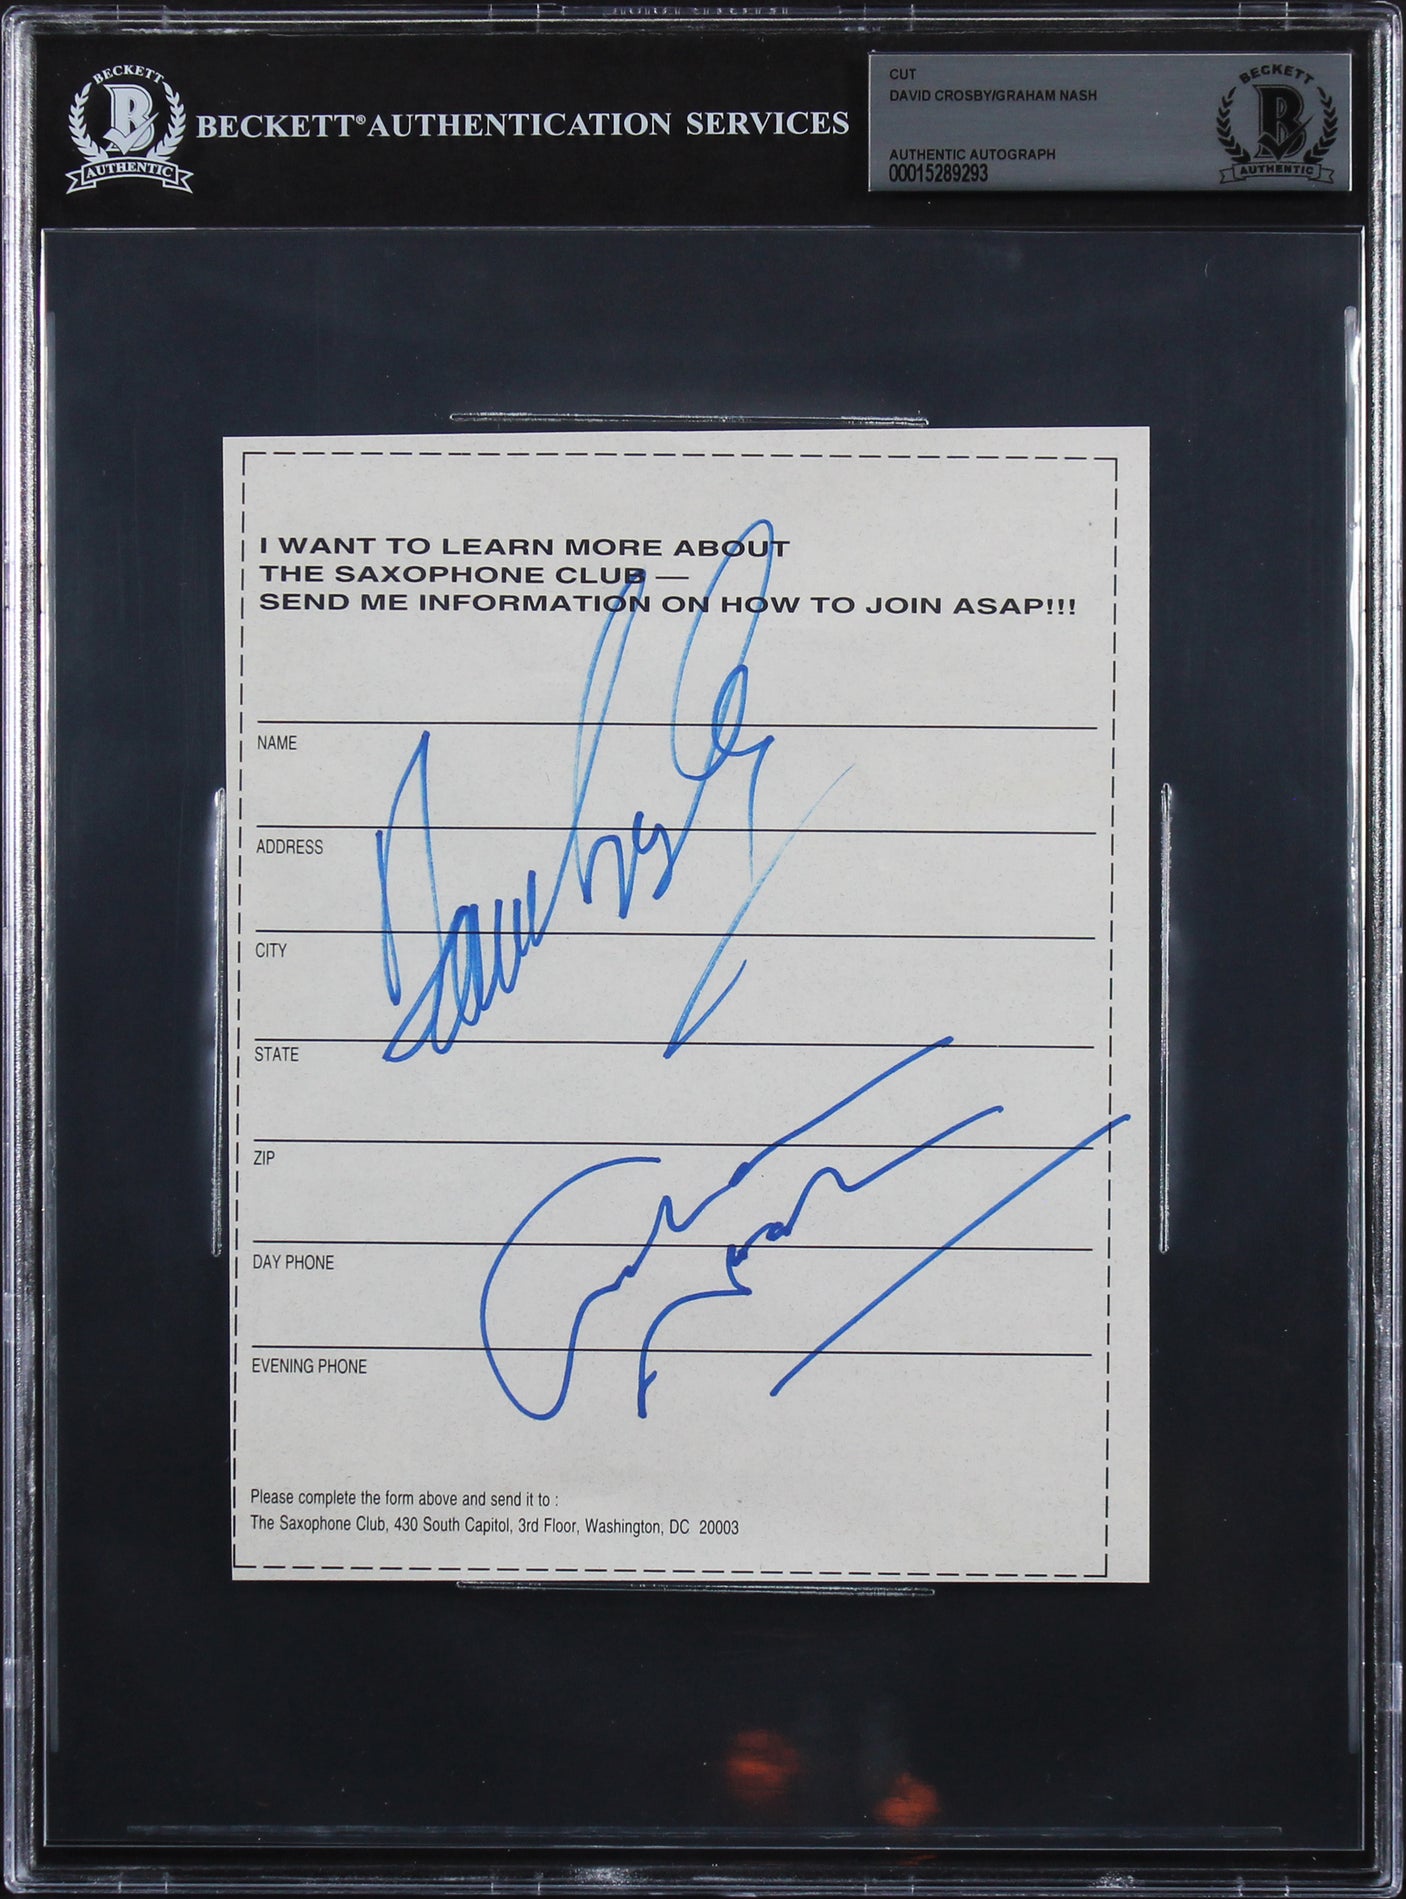 BECKETT
B
AUTHENTIC
BECKETT® AUTHENTICATION SERVICES
CUT
DAVID CROSBY/GRAHAM NASH
AUTHENTIC AUTOGRAPH
00015289293
BECKETT
B
AUTHENTIC
I WANT TO LEARN MORE ABOUT
THE SAXOPHONE CLUB —
SEND ME INFORMATION ON HOW TO JOIN ASAP!!!
NAME
ADDRESS
CITY
STATE
ZIP
DAY PHONE
EVENING PHONE
Please complete the form above and send it to :
The Saxophone Club, 430 South Capitol, 3rd Floor, Washington, DC 20003